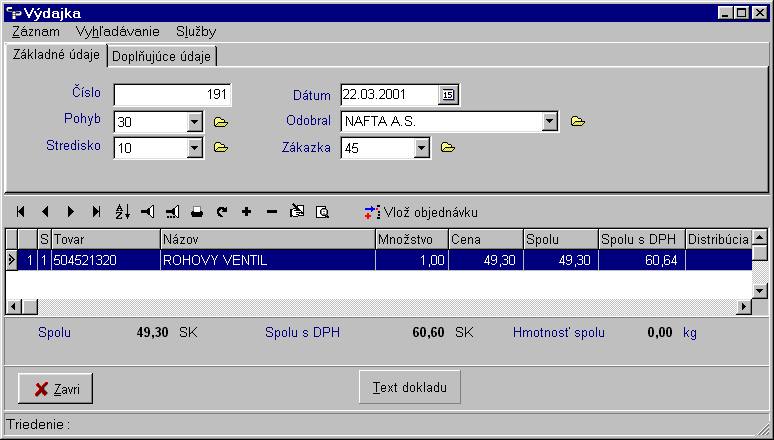 Výdajka
Záznam Vyhľadávanie Služby
Základné údaje Doplňujúce údaje
Číslo 191 Dátum 22.03.2001 15
Pohyb 30 Odobral NAFTA A.S.
Stredisko 10 Zákazka 45
Vlož objednávku
S Tovar Názov Množstvo Cena Spolu Spolu s DPH Distribúcia
1 1 504521320 ROHOVY VENTIL 1,00 49,30 49,30 60,64
Spolu 49,30 SK Spolu s DPH 60,60 SK Hmotnosť spolu 0,00 kg
Zavri Text dokladu
Triedenie :